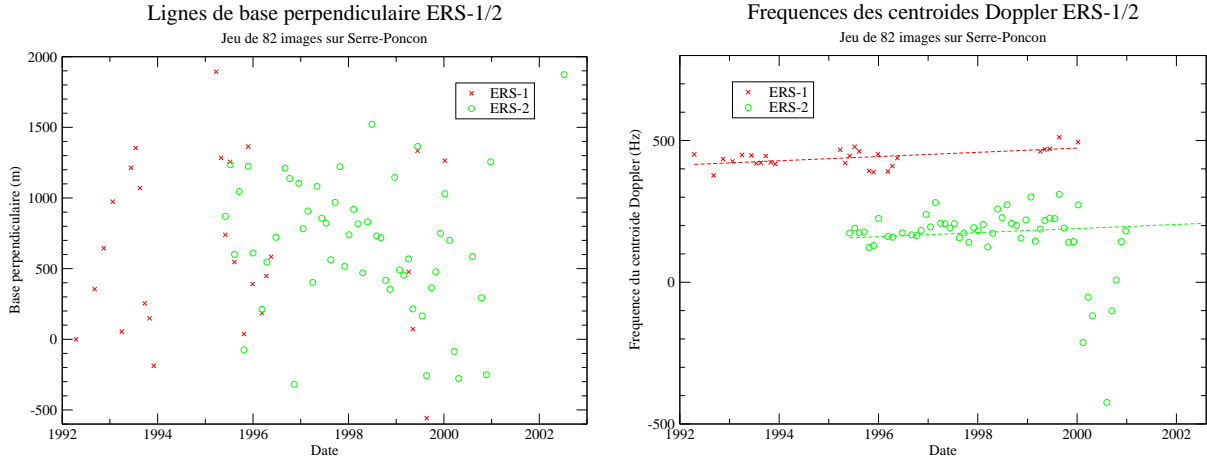 Lignes de base perpendiculaire ERS-1/2
Jeu de 82 images sur Serre-Poncon
2000
1500
1000
500
0
-500
Base perpendiculaire (m)
ERS-1
ERS-2
1992
1994
1996
1998
2000
2002
Date
Frequences des centroides Doppler ERS-1/2
Jeu de 82 images sur Serre-Poncon
500
0
-500
Frequence du centroide Doppler (Hz)
ERS-1
ERS-2
1992
1994
1996
1998
2000
2002
Date